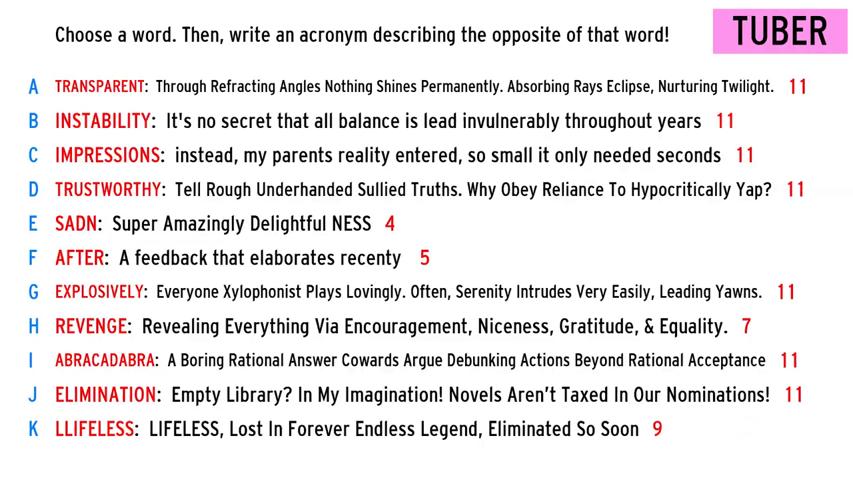 Choose a word. Then, write an acronym describing the opposite of that word!
TUBER
A TRANSPARENT: Through Refracting Angles Nothing Shines Permanently. Absorbing Rays Eclipse, Nurturing Twilight. 11
B INSTABILITY: It's no secret that all balance is lead invulnerably throughout years 11
C IMPRESSIONS: instead, my parents reality entered, so small it only needed seconds 11
D TRUSTWORTHY: Tell Rough Underhanded Sullied Truths. Why Obey Reliance To Hypocritically Yap? 11
E SADN: Super Amazingly Delightful NESS 4
F AFTER: A feedback that elaborates recenty 5
G EXPLOSIVELY: Everyone Xylophonist Plays Lovingly. Often, Serenity Intrudes Very Easily, Leading Yawns. 11
H REVENGE: Revealing Everything Via Encouragement, Niceness, Gratitude, & Equality. 7
I ABRACADABRA: A Boring Rational Answer Cowards Argue Debunking Actions Beyond Rational Acceptance 11
J ELIMINATION: Empty Library? In My Imagination! Novels Aren't Taxed In Our Nominations! 11
K LLIFELESS: LIFELESS, Lost In Forever Endless Legend, Eliminated So Soon 9